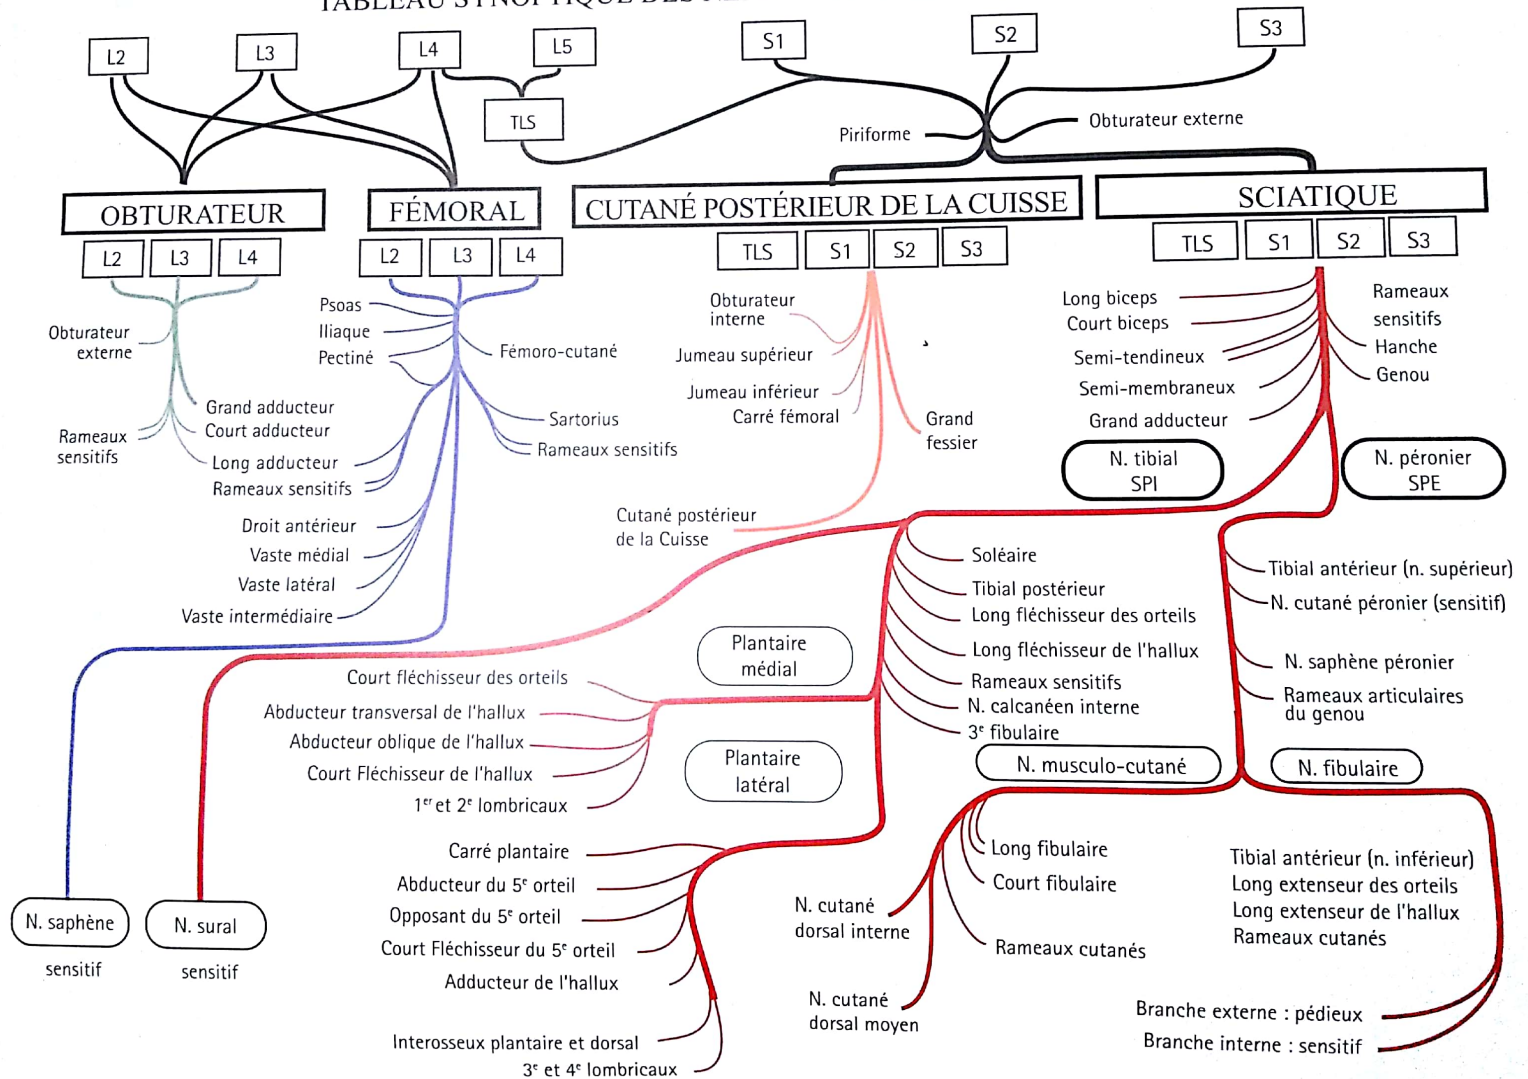 TABLEAU SYNOPTIQUE DES
L2
L3
L4
L5
S1
S2
S3
TLS
Piriforme
Obturateur externe
OBTURATEUR
FÉMORAL
CUTANÉ POSTÉRIEUR DE LA CUISSE
SCIATIQUE
L2 L3 L4
L2 L3 L4
TLS S1 S2 S3
TLS S1 S2 S3
Obturateur
externe
Grand adducteur
Court adducteur
Rameaux
sensitifs
Long adducteur
Rameaux sensitifs
Psoas
Iliaque
Pectiné
Fémoro-cutané
Sartorius
Rameaux sensitifs
Droit antérieur
Vaste médial
Vaste latéral
Vaste intermédiaire
Obturateur
interne
Jumeau supérieur
Jumeau inférieur
Carré fémoral
Grand
fessier
Cutané postérieur
de la Cuisse
Long biceps
Court biceps
Semi-tendineux
Semi-membraneux
Grand adducteur
Rameaux
sensitifs
Hanche
Genou
N. tibial
SPI
N. péronier
SPE
Soléaire
Tibial postérieur
Long fléchisseur des orteils
Long fléchisseur de l'hallux
Rameaux sensitifs
N. calcanéen interne
3e fibulaire
Tibial antérieur (n. supérieur)
N. cutané péronier (sensitif)
N. saphène péronier
Rameaux articulaires
du genou
Plantaire
médial
Court fléchisseur des orteils
Abducteur transversal de l'hallux
Abducteur oblique de l'hallux
Court Fléchisseur de l'hallux
1er et 2e lombricaux
Plantaire
latéral
N. musculo-cutané
N. fibulaire
Carré plantaire
Abducteur du 5e orteil
Opposant du 5e orteil
Court Fléchisseur du 5e orteil
Adducteur de l'hallux
Interosseux plantaire et dorsal
3e et 4e lombricaux
Long fibulaire
Court fibulaire
N. cutané
dorsal interne
Rameaux cutanés
N. cutané
dorsal moyen
Tibial antérieur (n. inférieur)
Long extenseur des orteils
Long extenseur de l'hallux
Rameaux cutanés
Branche externe : pédieux
Branche interne : sensitif
N. saphène
sensitif
N. sural
sensitif